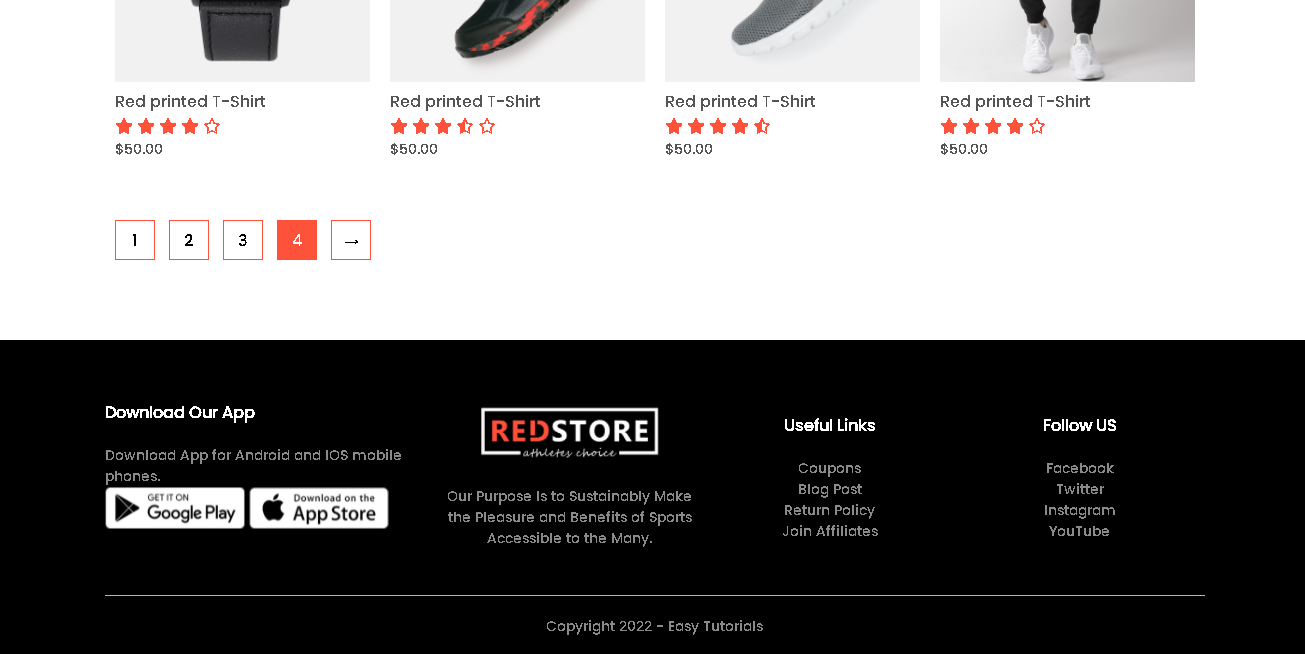 Red printed T-Shirt
$50.00
Red printed T-Shirt
$50.00
Red printed T-Shirt
$50.00
Red printed T-Shirt
$50.00
1 2 3 4 →
Download Our App
Download App for Android and IOS mobile
phones.
GET IT ON
Google Play
Download on the
App Store
REDSTORE
athletes choice
Our Purpose Is to Sustainably Make
the Pleasure and Benefits of Sports
Accessible to the Many.
Useful Links
Coupons
Blog Post
Return Policy
Join Affiliates
Follow US
Facebook
Twitter
Instagram
YouTube
Copyright 2022 - Easy Tutorials